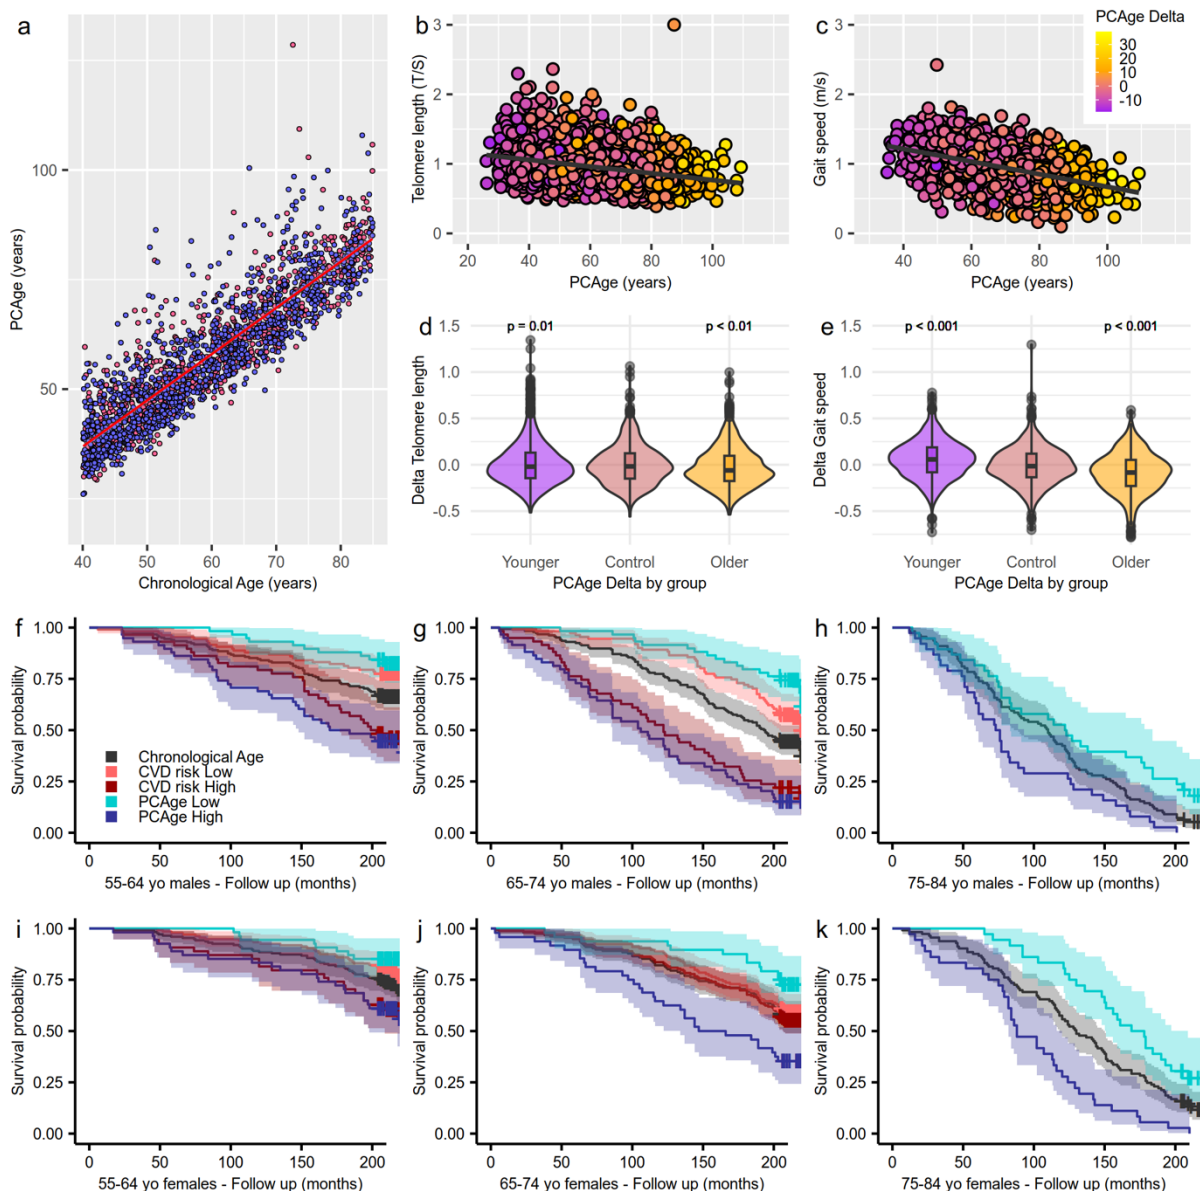 a
PCAge (years)
100
50
40 50 60 70 80
Chronological Age (years)
b
Telomere length (T/S)
3
2
1
0
20 40 60 80 100
PCAge (years)
c
Gait speed (m/s)
3
2
1
0
40 60 80 100
PCAge (years)
PCAge Delta
30
20
10
0
-10
d
Delta Telomere length
1.5
1.0
0.5
0.0
-0.5
p = 0.01 p < 0.01
Younger Control Older
PCAge Delta by group
e
Delta Gait speed
1.5
1.0
0.5
0.0
-0.5
p < 0.001 p < 0.001
Younger Control Older
PCAge Delta by group
f
Survival probability
1.00
0.75
0.50
0.25
0.00
Chronological Age
CVD risk Low
CVD risk High
PCAge Low
PCAge High
0 50 100 150 200
55-64 yo males - Follow up (months)
g
Survival probability
1.00
0.75
0.50
0.25
0.00
0 50 100 150 200
65-74 yo males - Follow up (months)
h
Survival probability
1.00
0.75
0.50
0.25
0.00
0 50 100 150 200
75-84 yo males - Follow up (months)
i
Survival probability
1.00
0.75
0.50
0.25
0.00
0 50 100 150 200
55-64 yo females - Follow up (months)
j
Survival probability
1.00
0.75
0.50
0.25
0.00
0 50 100 150 200
65-74 yo females - Follow up (months)
k
Survival probability
1.00
0.75
0.50
0.25
0.00
0 50 100 150 200
75-84 yo females - Follow up (months)